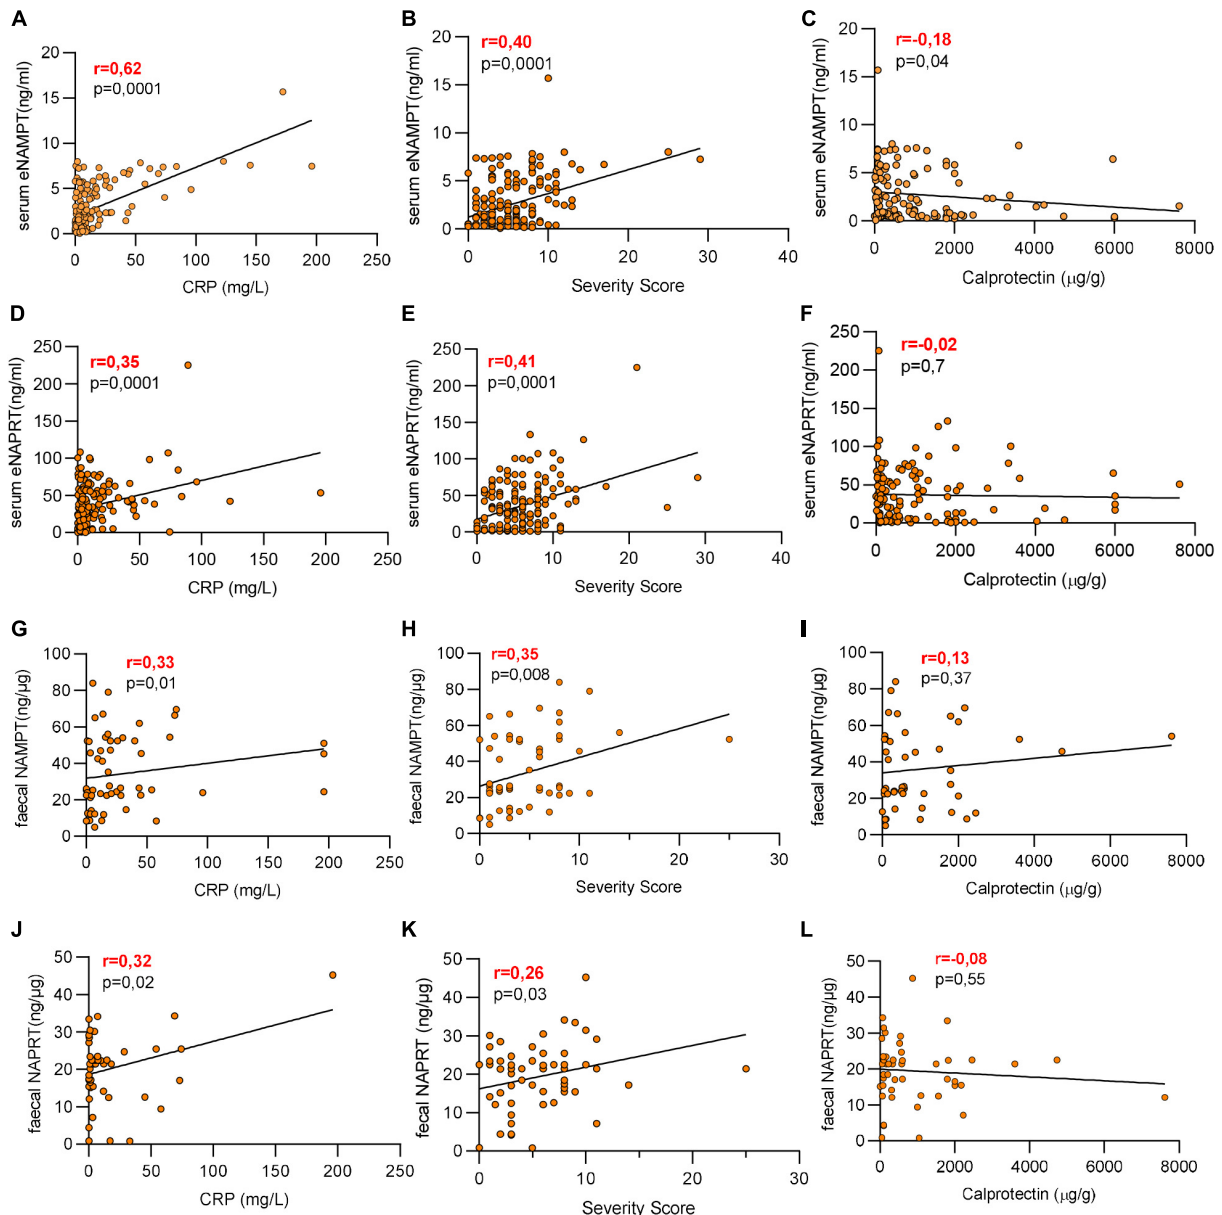 A
r=0,62
p=0,0001
serum eNAMPT(ng/ml)
20
15
10
5
0
0 50 100 150 200 250
CRP (mg/L)
B
r=0,40
p=0,0001
serum eNAMPT(ng/ml)
20
15
10
5
0
0 10 20 30 40
Severity Score
C
r=-0,18
p=0,04
serum eNAMPT(ng/ml)
20
15
10
5
0
0 2000 4000 6000 8000
Calprotectin (μg/g)
D
r=0,35
p=0,0001
serum eNAPRT(ng/ml)
250
200
150
100
50
0
0 50 100 150 200 250
CRP (mg/L)
E
r=0,41
p=0,0001
serum eNAPRT(ng/ml)
250
200
150
100
50
0
0 10 20 30 40
Severity Score
F
r=-0,02
p=0,7
serum eNAPRT(ng/ml)
250
200
150
100
50
0
0 2000 4000 6000 8000
Calprotectin (μg/g)
G
r=0,33
p=0,01
faecal NAMPT(ng/μg)
100
80
60
40
20
0
0 50 100 150 200 250
CRP (mg/L)
H
r=0,35
p=0,008
faecal NAMPT(ng/μg)
100
80
60
40
20
0
0 10 20 30
Severity Score
I
r=0,13
p=0,37
faecal NAMPT(ng/μg)
100
80
60
40
20
0
0 2000 4000 6000 8000
Calprotectin (μg/g)
J
r=0,32
p=0,02
faecal NAPRT(ng/μg)
50
40
30
20
10
0
0 50 100 150 200 250
CRP (mg/L)
K
r=0,26
p=0,03
fecal NAPRT (ng/μg)
50
40
30
20
10
0
0 10 20 30
Severity Score
L
r=-0,08
p=0,55
faecal NAPRT(ng/μg)
50
40
30
20
10
0
0 2000 4000 6000 8000
Calprotectin (μg/g)